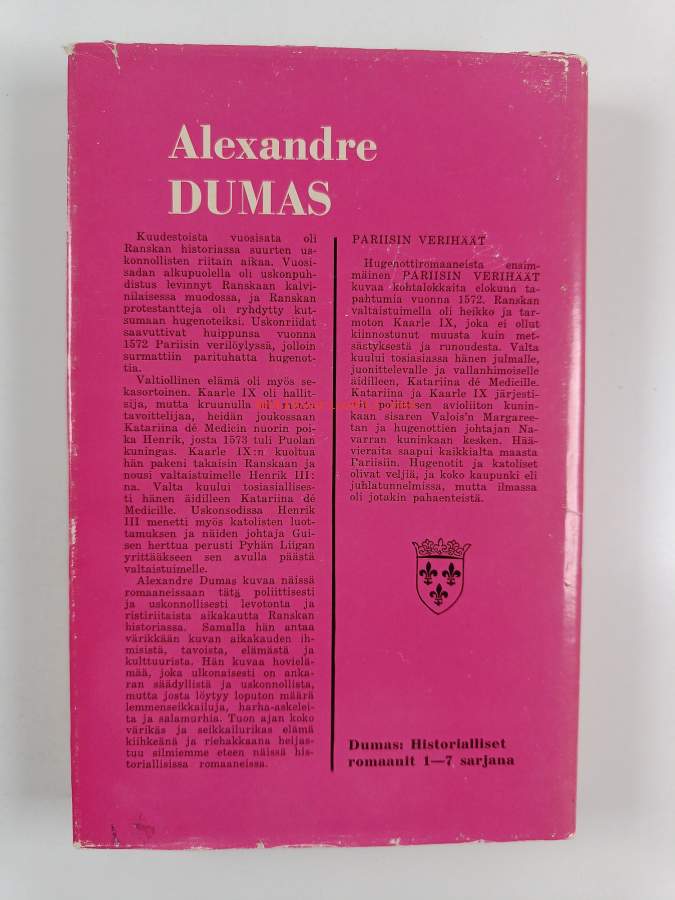 Alexandre
DUMAS
Kuudestoista vuosisata oli
Ranskan historiassa suurten us-
konnollisten riitain aikaa. Vuosi-
sadan alkupuolella oli uskonpuh-
distus levinnyt Ranskaan kalvi-
nilaisessa muodossa, ja Ranskan
protestantteja oli ryhdytty kut-
sumaan hugenoteiksi. Uskonriidat
saavuttivat huippunsa vuonna
1572 Pariisin verilöylyssä, jolloin
surmattiin parituhatta hugenot-
tia.
Valtiollinen elämä oli myös se-
kasortoinen. Kaarle IX oli hallit-
sija, mutta kruunulla oli
tavoittelijaa, heidän joukossaan
Katariina dé Medicin nuorin poi-
ka Henrik, josta 1573 tuli Puolan
kuningas. Kaarle IX:n kuoltua
hän pakeni takaisin Ranskaan ja
nousi valtaistuimelle Henrik III:
na. Valta kuului tosiasiallises-
ti hänen äidilleen Katariina dé
Medicille. Uskonsodissa Henrik
III menetti myös katolisten luot-
tamuksen ja näiden johtaja Gui-
sen herttua perusti Pyhän Liigan
yrittääkseen sen avulla päästä
valtaistuimelle.
Alexandre Dumas kuvaa näissä
romaaneissaan tätä poliittisesti
ja uskonnollisesti levotonta ja
ristiriitaista aikakautta Ranskan
historiassa. Samalla hän antaa
värikkään kuvan aikakauden ih-
misistä, tavoista, elämästä ja
kulttuurista. Hän kuvaa hovielä-
mää, joka ulkonaisesti on anka-
ran säädyllistä ja uskonnollista,
mutta josta löytyy loputon määrä
lemmenseikkailuja, harha-askelei-
ta ja salamurhia. Tuon ajan koko
värikäs ja seikkailurikas elämä
kiihkeänä ja riehakkaana heijas-
tuu silmiemme eteen näissä his-
toriallisissa romaaneissa.
PARIISIN VERIHÄÄT
Hugenottiromaaneista ensim-
mäinen PARIISIN VERIHÄÄT
kuvaa kohtalokkaita elokuun ta-
pahtumia vuonna 1572. Ranskan
valtaistuimella oli heikko ja tar-
moton Kaarle IX, joka ei ollut
kiinnostunut muusta kuin met-
sästyksestä ja runoudesta. Valta
kuului tosiasiassa hänen julmalle,
juonittelevalle ja vallanhimoiselle
äidilleen, Katariina dé Medicille.
Katariina ja Kaarle IX järjesti-
vät poliittisen avioliiton kunin-
kaan sisaren Valois'n Margaree-
tan ja hugenottien johtajan Na-
varran kuninkaan kesken. Hää-
vieraita saapui kaikkialta maasta
Pariisiin. Hugenotit ja katoliset
olivat veljiä, ja koko kaupunki eli
juhlatunnelmissa, mutta ilmassa
oli jotakin pahaenteistä.
Dumas: Historialliset
romaanit 1—7 sarjana